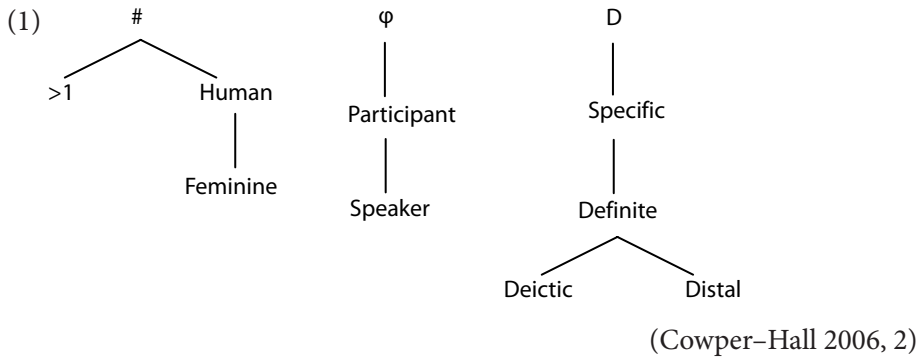 (1) # φ D
>1 Human Participant Specific
Feminine Speaker Definite
Deictic Distal
(Cowper–Hall 2006, 2)